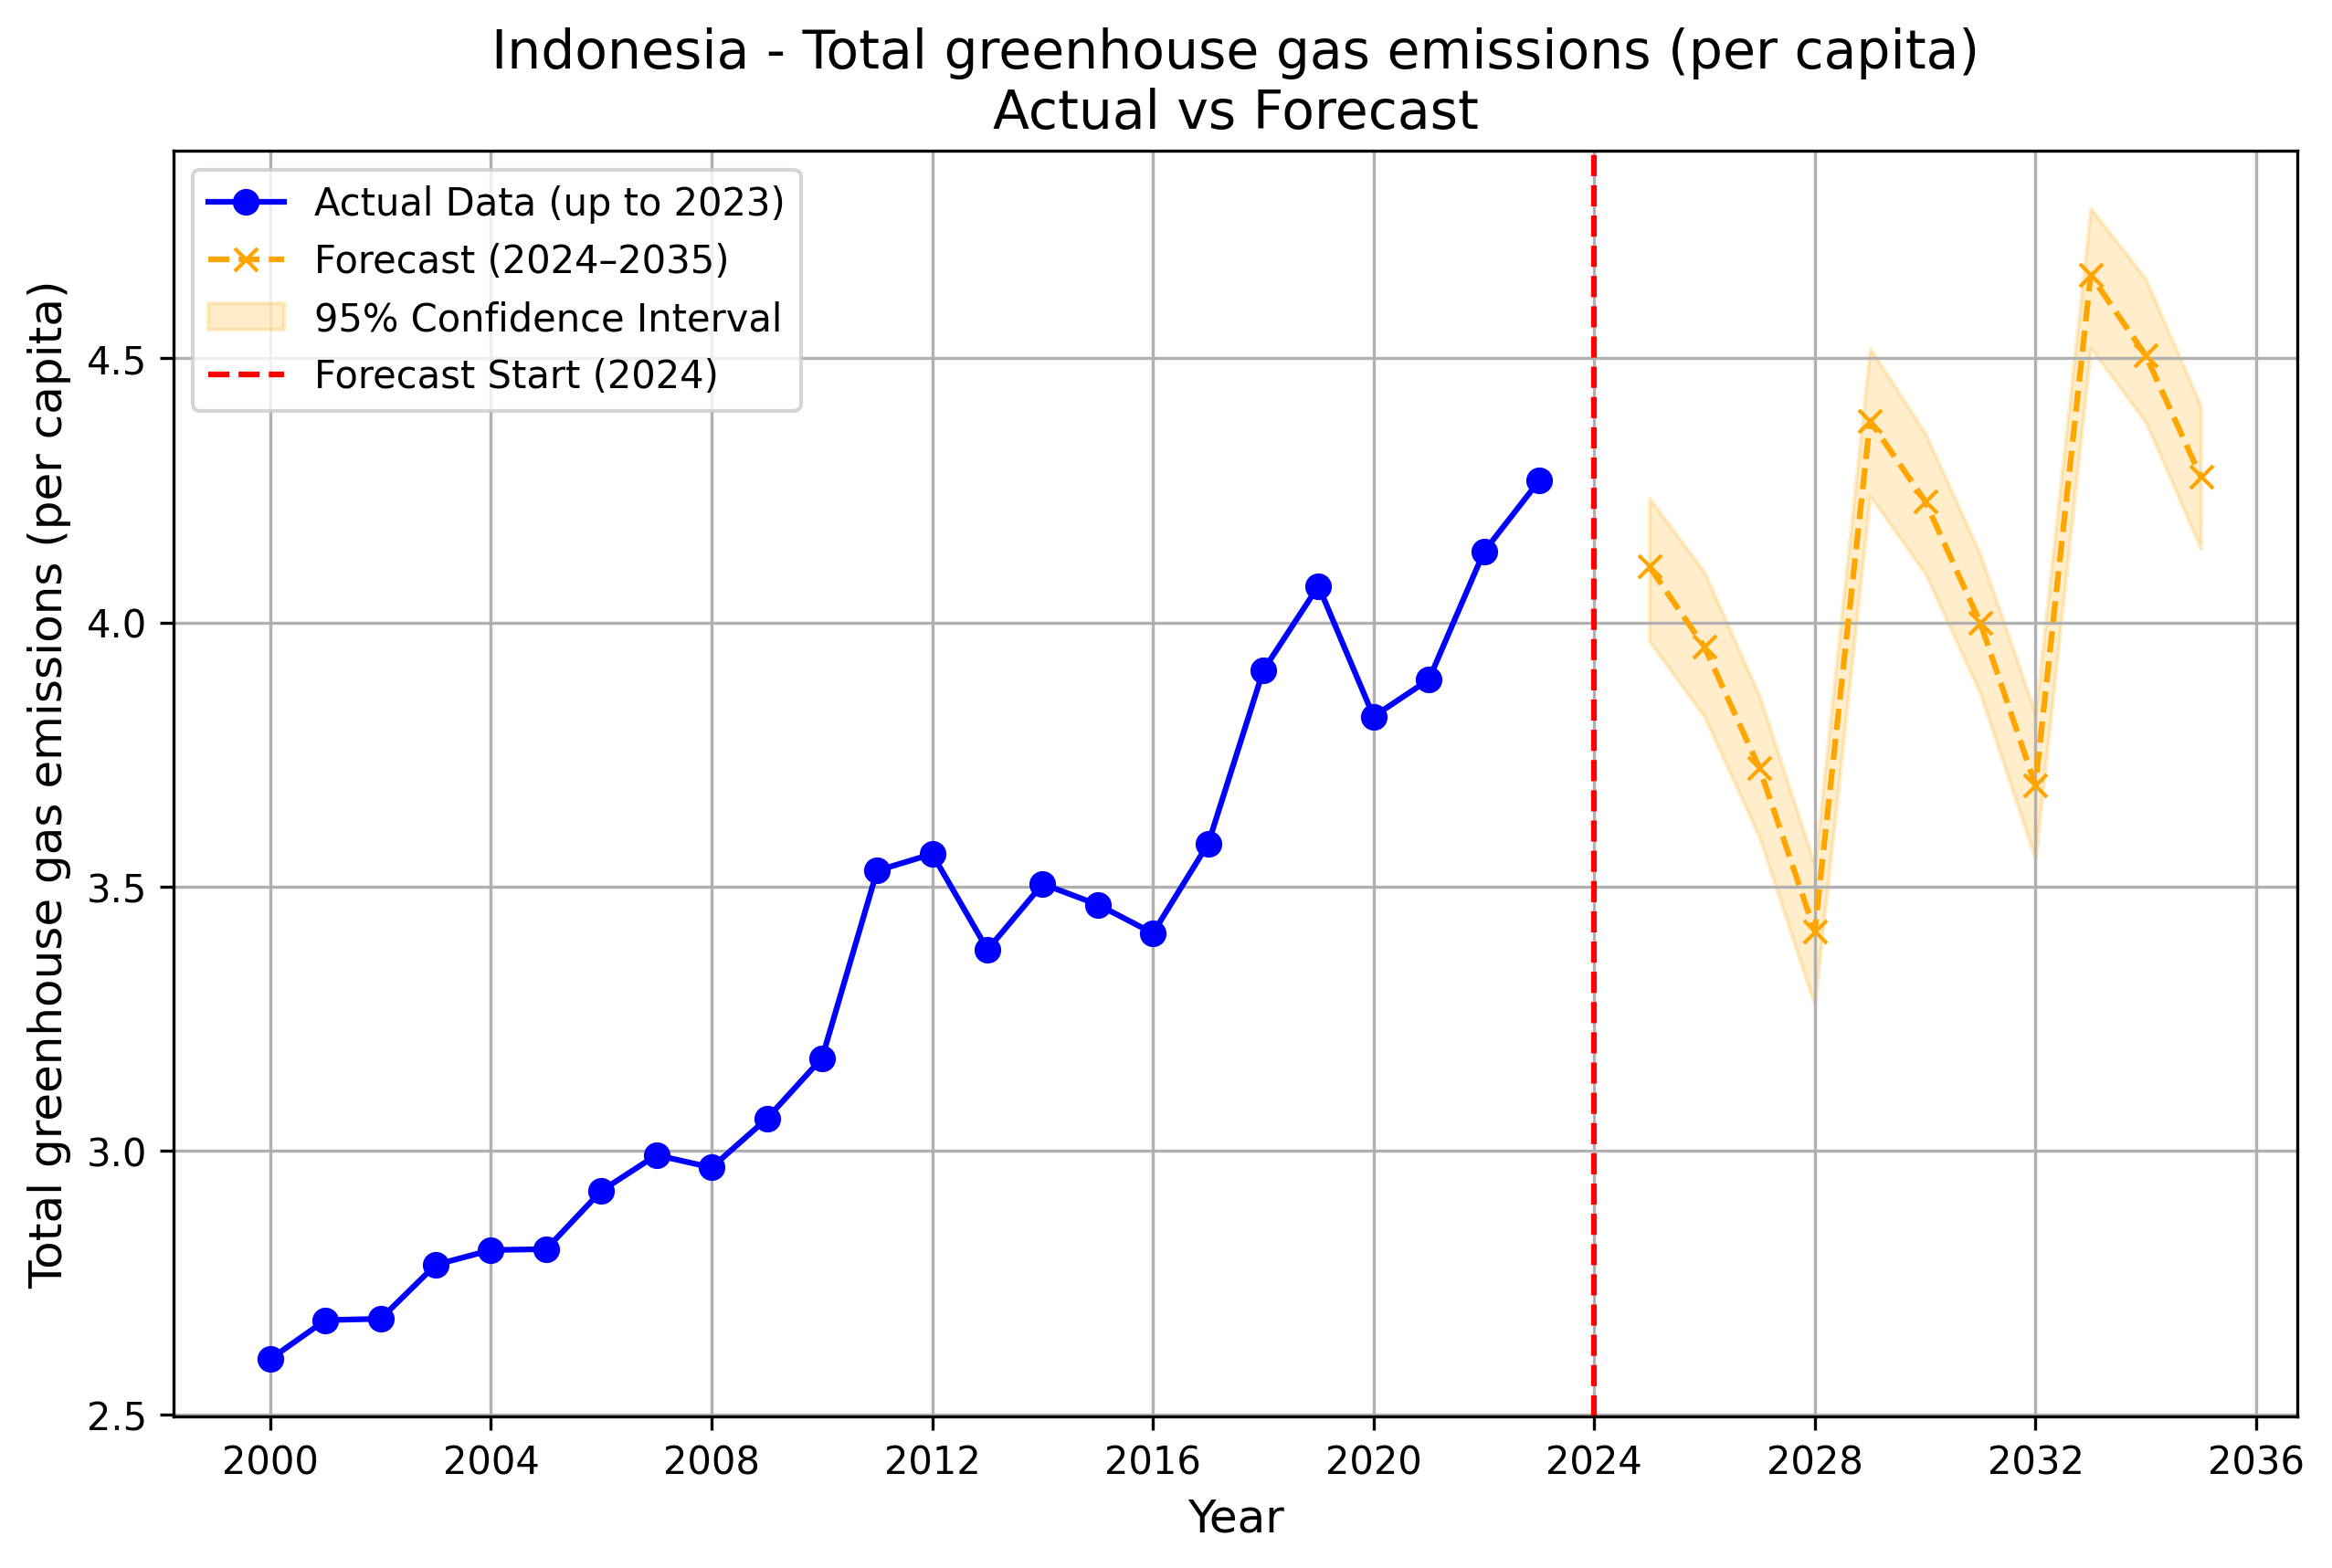 Indonesia - Total greenhouse gas emissions (per capita)
Actual vs Forecast
Actual Data (up to 2023)
Forecast (2024–2035)
95% Confidence Interval
Forecast Start (2024)
Total greenhouse gas emissions (per capita)
4.5
4.0
3.5
3.0
2.5
2000 2004 2008 2012 2016 2020 2024 2028 2032 2036
Year